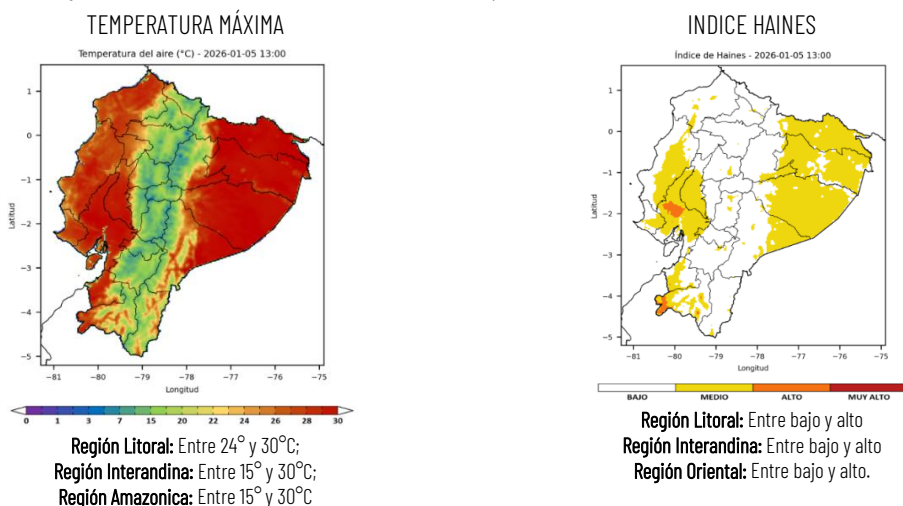 TEMPERATURA MÁXIMA
Temperatura del aire (°C) - 2026-01-05 13:00
Latitud
1
0
−1
−2
−3
−4
−5
−81 −80 −79 −78 −77 −76 −75
Longitud
0 1 3 3 7 15 20 21 22 24 26 28 30
Región Litoral: Entre 24° y 30°C;
Región Interandina: Entre 15° y 30°C;
Región Amazonica: Entre 15° y 30°C
INDICE HAINES
Índice de Haines - 2026-01-05 13:00
Latitud
1
0
−1
−2
−3
−4
−5
−81 −80 −79 −78 −77 −76 −75
Longitud
BAJO MEDIO ALTO MUY ALTO
Región Litoral: Entre bajo y alto
Región Interandina: Entre bajo y alto
Región Oriental: Entre bajo y alto.